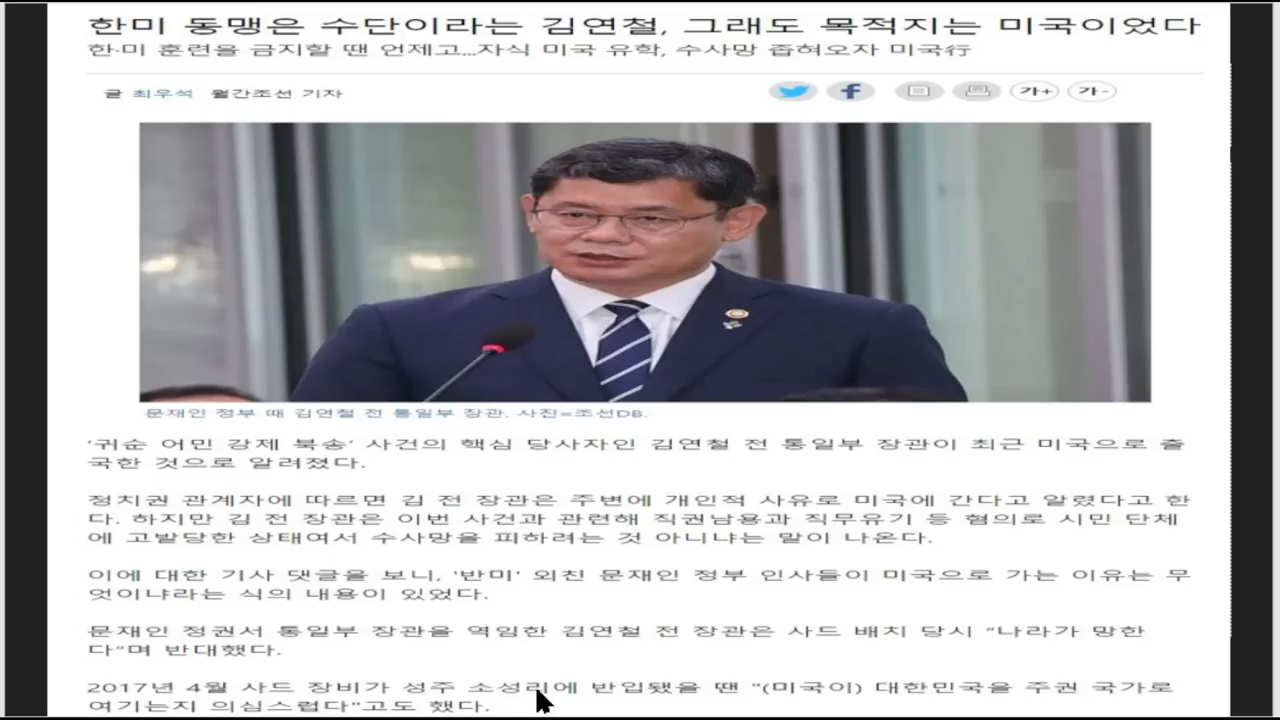 한미 동맹은 수단이라는 김연철, 그래도 목적지는 미국이었다
한·미 훈련을 금지할 땐 언제고...자식 미국 유학, 수사망 좁혀오자 미국行
글 최우석 월간조선 기자
가+ 가-
문재인 정부 때 김연철 전 통일부 장관. 사진=조선DB.
‘귀순 어민 강제 북송’ 사건의 핵심 당사자인 김연철 전 통일부 장관이 최근 미국으로 출
국한 것으로 알려졌다.
정치권 관계자에 따르면 김 전 장관은 주변에 개인적 사유로 미국에 간다고 알렸다고 한
다. 하지만 김 전 장관은 이번 사건과 관련해 직권남용과 직무유기 등 혐의로 시민 단체
에 고발당한 상태여서 수사망을 피하려는 것 아니냐는 말이 나온다.
이에 대한 기사 댓글을 보니, '반미' 외친 문재인 정부 인사들이 미국으로 가는 이유는 무
엇이냐라는 식의 내용이 있었다.
문재인 정권서 통일부 장관을 역임한 김연철 전 장관은 사드 배치 당시 “나라가 망한
다”며 반대했다.
2017년 4월 사드 장비가 성주 소성리에 반입됐을 땐 "(미국이) 대한민국을 주권 국가로
여기는지 의심스럽다"고도 했다.